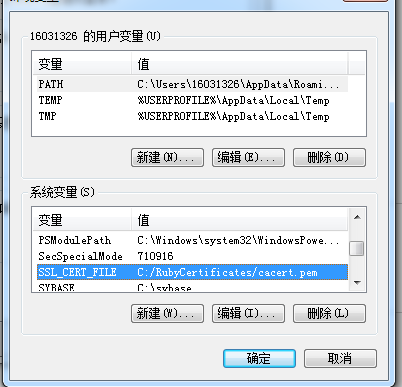 16031326 的用户变量(U)
变量 值
PATH C:\Users\16031326\AppData\Roami...
TEMP %USERPROFILE%\AppData\Local\Temp
TMP %USERPROFILE%\AppData\Local\Temp
新建(N)... 编辑(E)... 删除(D)
系统变量(S)
变量 值
PSModulePath C:\Windows\system32\WindowsPowe...
SecSpecialMode 710916
SSL_CERT_FILE C:/RubyCertificates/cacert.pem
SYBASE C:\sybase
新建(W)... 编辑(I)... 删除(L)
确定 取消